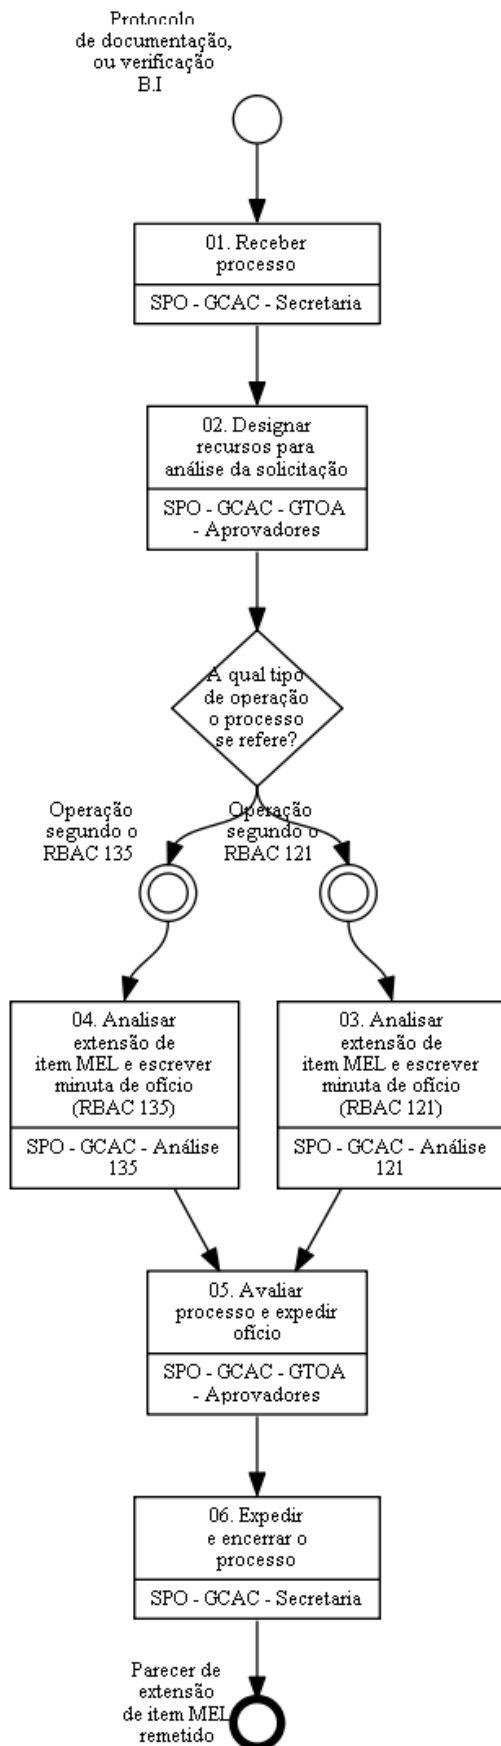 Protocolo
de documentação,
ou verificação
B.I
01. Receber
processo
SPO - GCAC - Secretaria
02. Designar
recursos para
análise da solicitação
SPO - GCAC - GTOA
- Aprovadores
A qual tipo
de operação
o processo
se refere?
Operação
segundo o
RBAC 135
Operação
segundo o
RBAC 121
04. Analisar
extensão de
item MEL e escrever
minuta de ofício
(RBAC 135)
SPO - GCAC - Análise
135
03. Analisar
extensão de
item MEL e escrever
minuta de ofício
(RBAC 121)
SPO - GCAC - Análise
121
05. Avaliar
processo e expedir
ofício
SPO - GCAC - GTOA
- Aprovadores
06. Expedir
e encerrar o
processo
SPO - GCAC - Secretaria
Parecer de
extensão
de item MEL
remetido